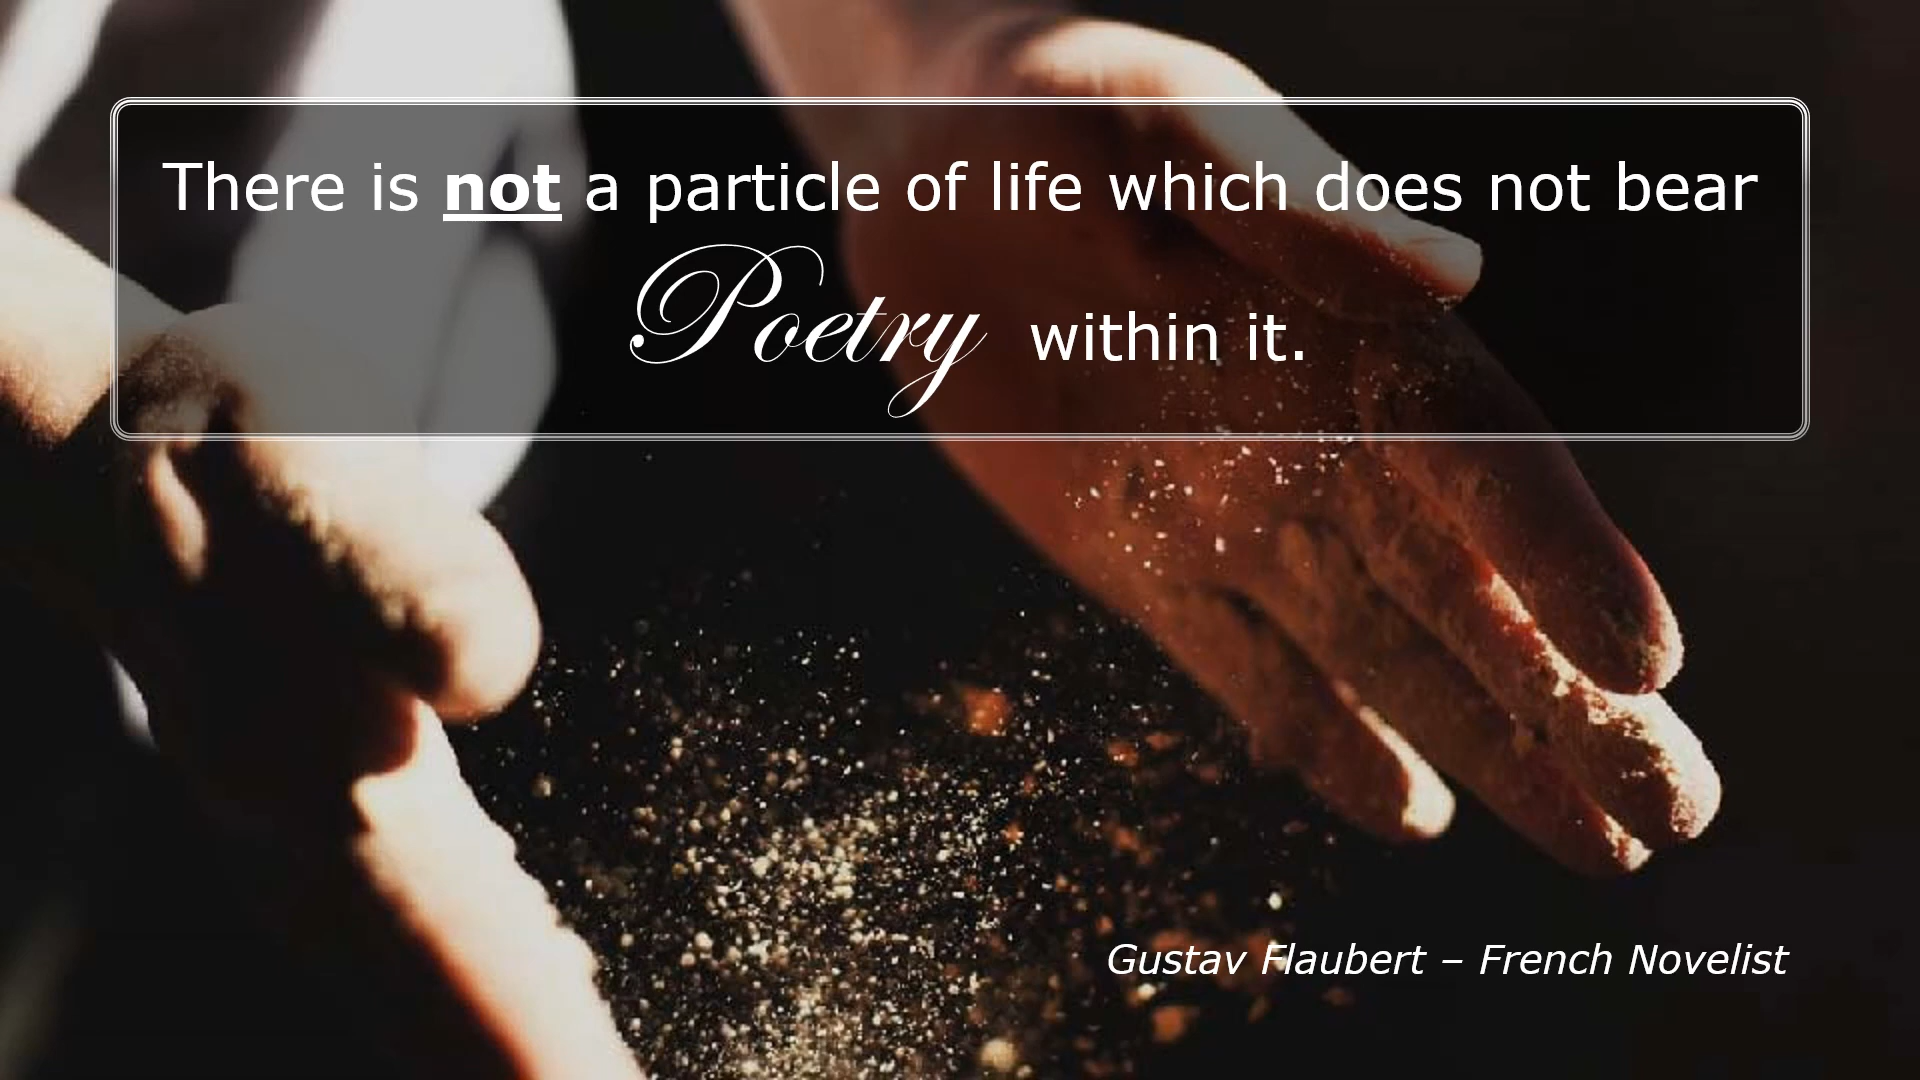 There is not a particle of life which does not bear
Poetry within it.
Gustav Flaubert – French Novelist